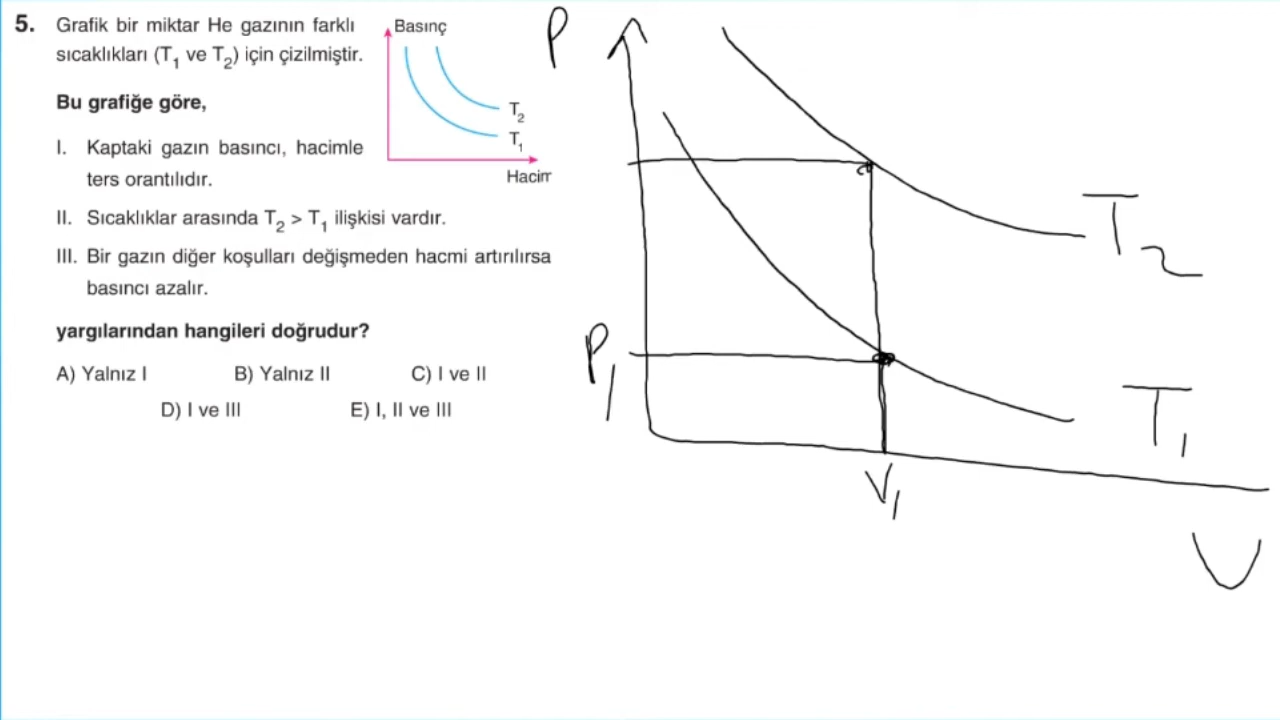 5. Grafik bir miktar He gazının farklı
sıcaklıkları (T₁ ve T₂) için çizilmiştir.
Bu grafiğe göre,
I. Kaptaki gazın basıncı, hacimle
ters orantılıdır.
II. Sıcaklıklar arasında T₂ > T₁ ilişkisi vardır.
III. Bir gazın diğer koşulları değişmeden hacmi artırılırsa
basıncı azalır.
yargılarından hangileri doğrudur?
A) Yalnız I B) Yalnız II C) I ve II
D) I ve III E) I, II ve III
Basınç
T₂
T₁
Hacim
P
T₂
P₁
T₁
V₁
V